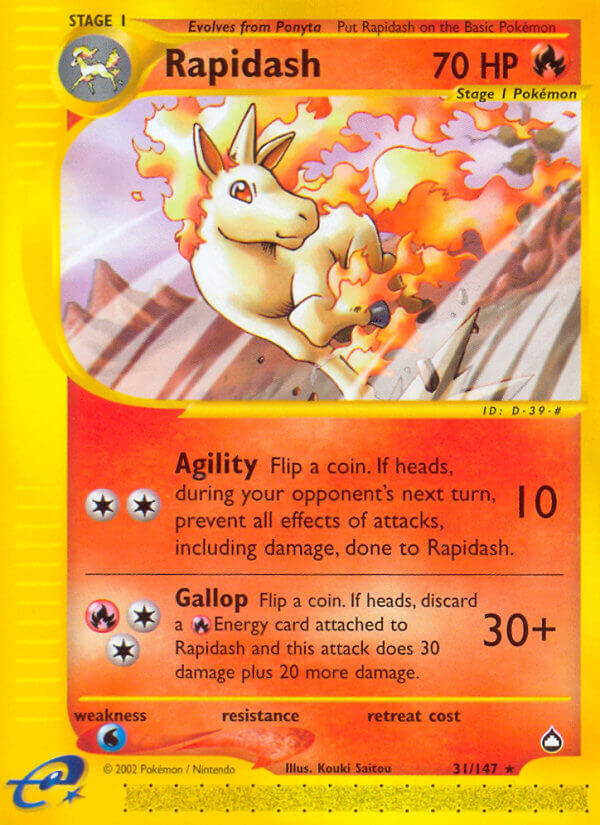 STAGE 1
Evolves from Ponyta Put Rapidash on the Basic Pokémon
Rapidash 70 HP
Stage 1 Pokémon
ID: D-39-#
Agility Flip a coin. If heads,
during your opponent's next turn,
prevent all effects of attacks,
including damage, done to Rapidash.
10
Gallop Flip a coin. If heads, discard
a Energy card attached to
Rapidash and this attack does 30
damage plus 20 more damage.
30+
weakness resistance retreat cost
© 2002 Pokémon / Nintendo Illus. Kouki Saitou 31/147 ★
e